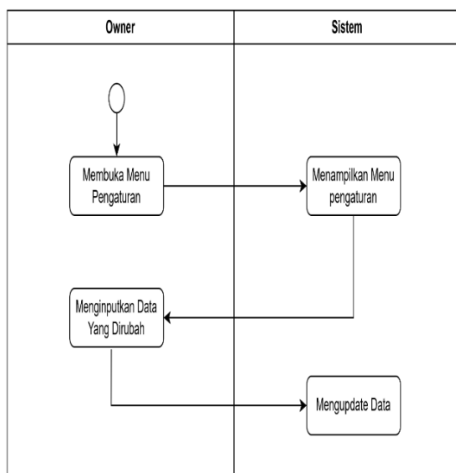 Owner
Sistem
Membuka Menu
Pengaturan
Menampilkan Menu
pengaturan
Menginputkan Data
Yang Dirubah
Mengupdate Data